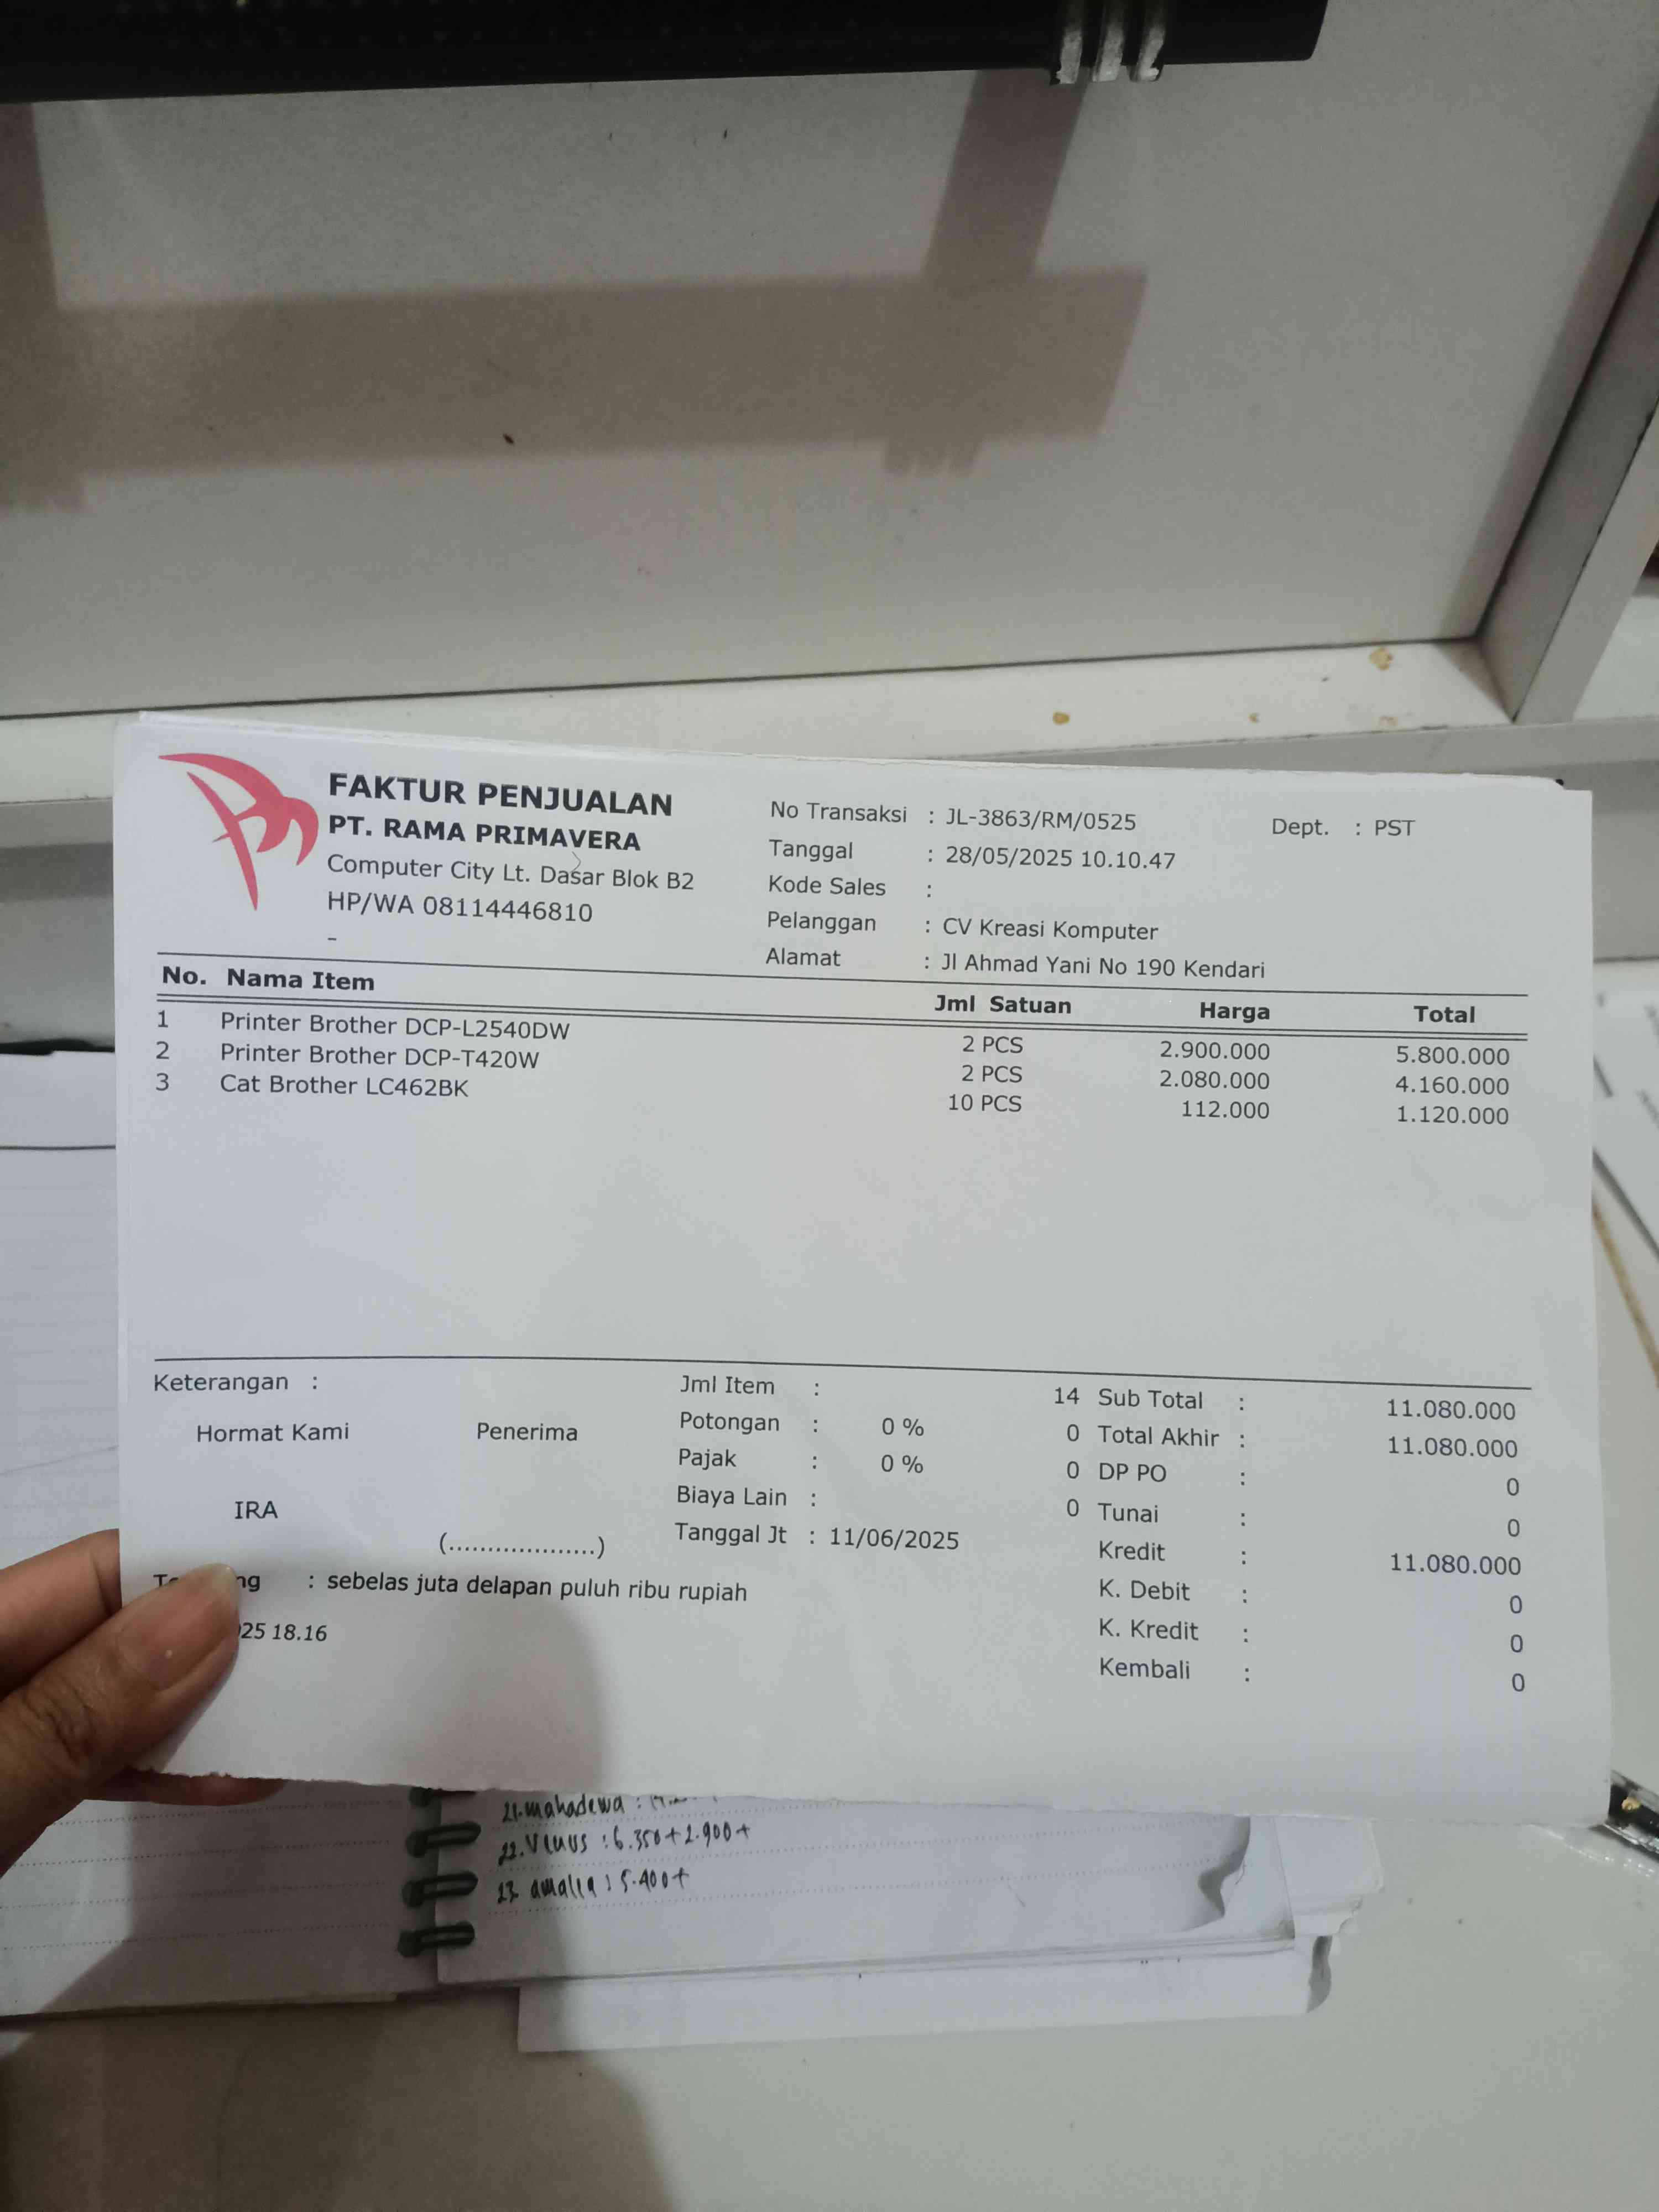 FAKTUR PENJUALAN
PT. RAMA PRIMAVERA
Computer City Lt. Dasar Blok B2
HP/WA 08114446810
-
No Transaksi : JL-3863/RM/0525 Dept. : PST
Tanggal : 28/05/2025 10.10.47
Kode Sales :
Pelanggan : CV Kreasi Komputer
Alamat : Jl Ahmad Yani No 190 Kendari
No. Nama Item Jml Satuan Harga Total
1 Printer Brother DCP-L2540DW 2 PCS 2.900.000 5.800.000
2 Printer Brother DCP-T420W 2 PCS 2.080.000 4.160.000
3 Cat Brother LC462BK 10 PCS 112.000 1.120.000
Keterangan :
Hormat Kami Penerima
IRA
(...................)
Jml Item : 14
Potongan : 0 % 0
Pajak : 0 % 0
Biaya Lain : 0
Tanggal Jt : 11/06/2025
Sub Total : 11.080.000
Total Akhir : 11.080.000
DP PO : 0
Tunai : 0
Kredit : 11.080.000
K. Debit : 0
K. Kredit : 0
Kembali : 0
: sebelas juta delapan puluh ribu rupiah
25 18.16
21. mahadewa :
22. Venus : 6.350+2.900+
23. amalia : 5.400+